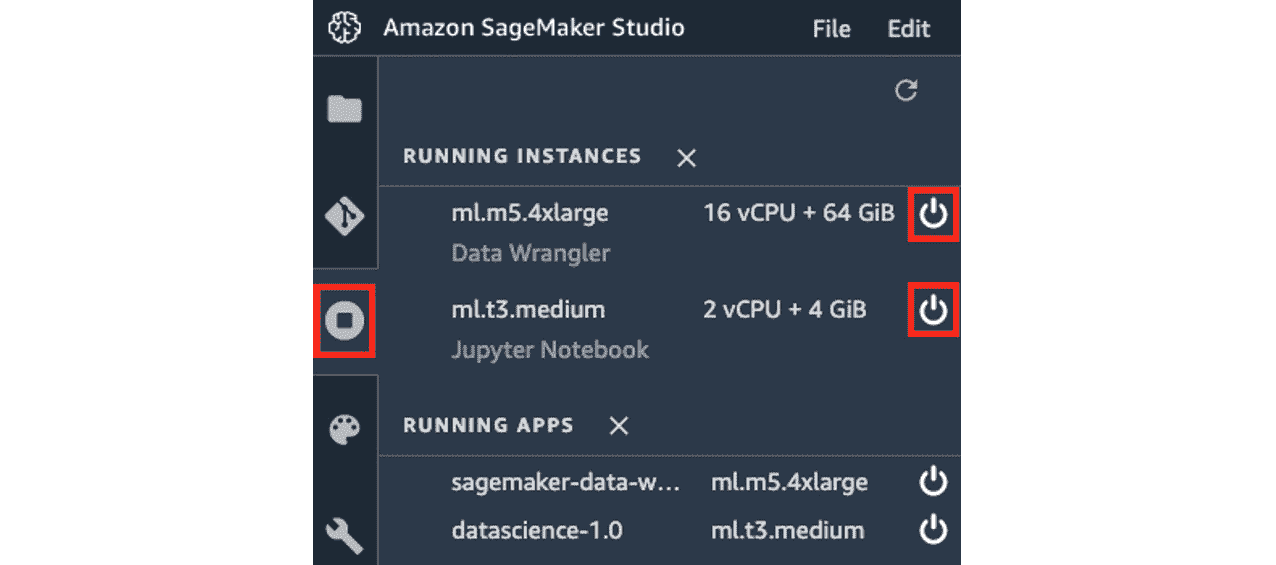 Amazon SageMaker Studio File Edit
RUNNING INSTANCES
ml.m5.4xlarge 16 vCPU + 64 GiB
Data Wrangler
ml.t3.medium 2 vCPU + 4 GiB
Jupyter Notebook
RUNNING APPS
sagemaker-data-w... ml.m5.4xlarge
datascience-1.0 ml.t3.medium